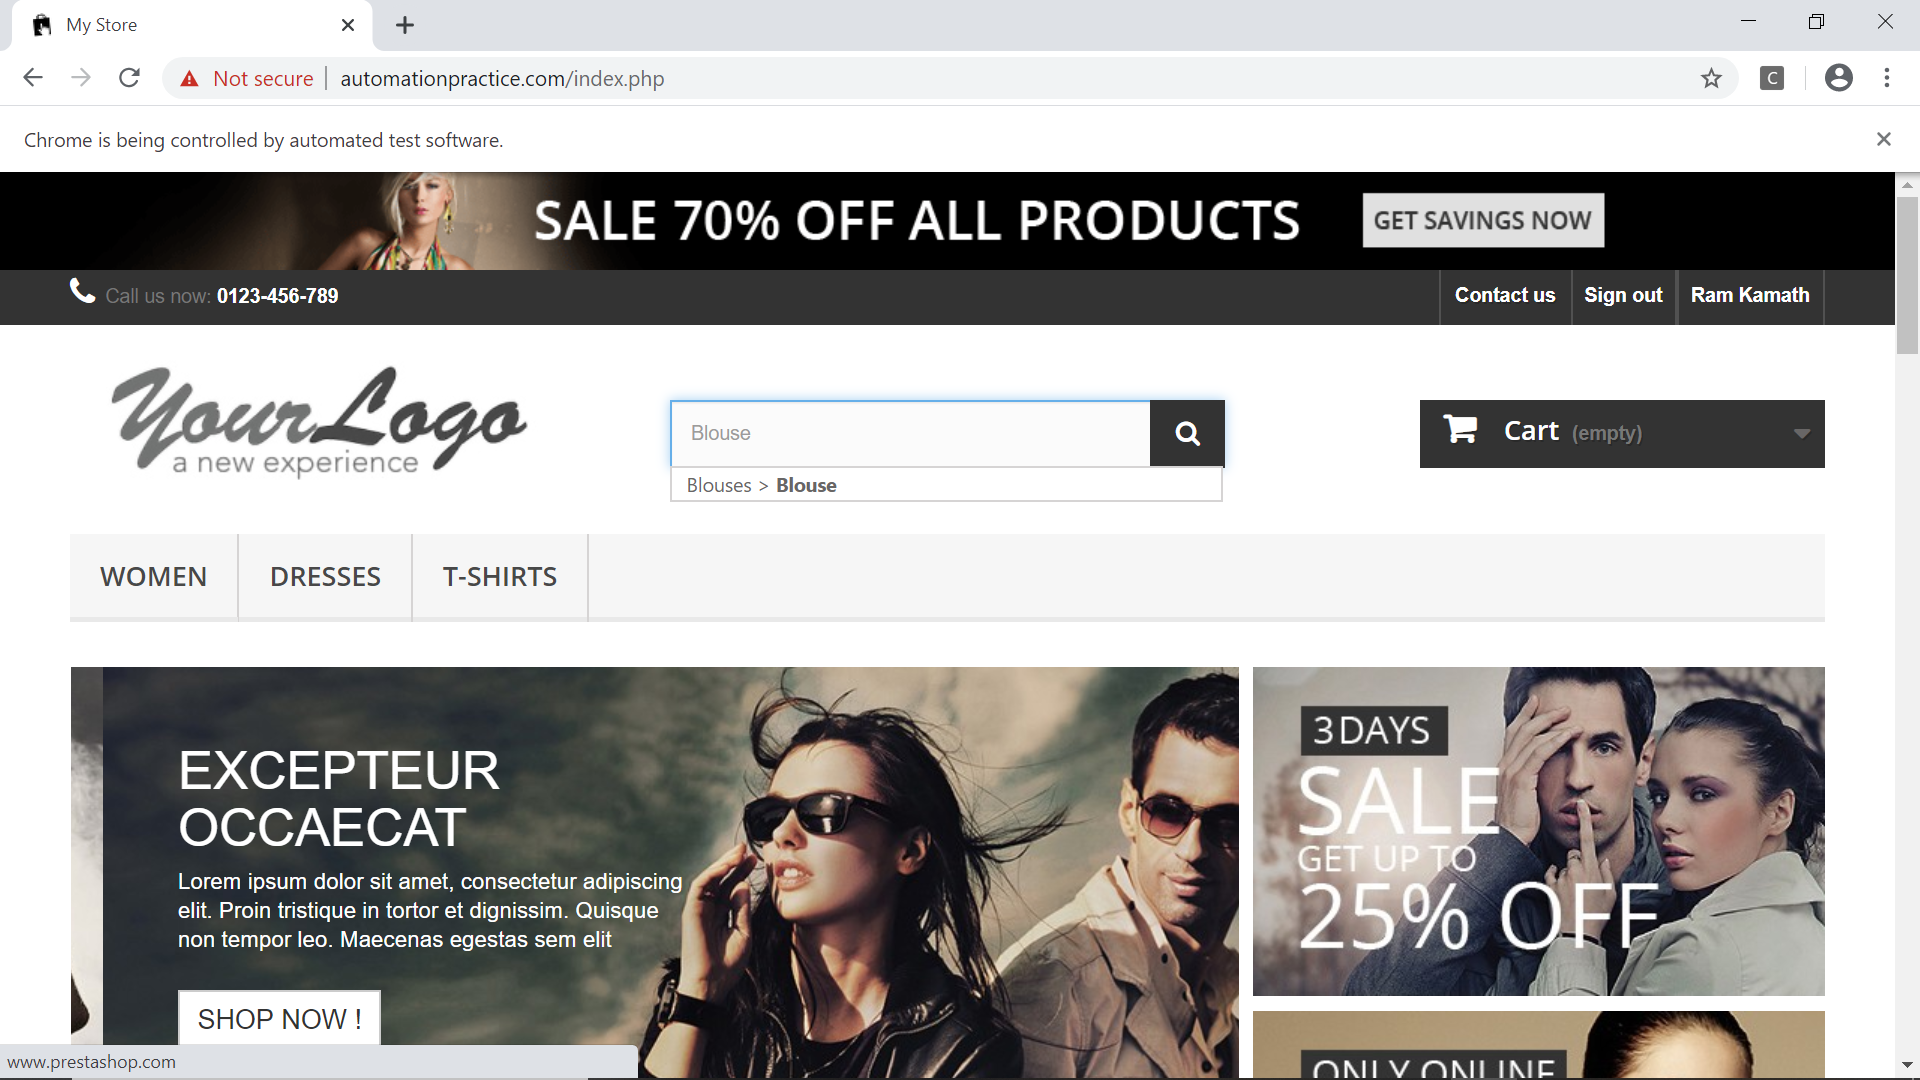 My Store
Not secure
automationpractice.com/index.php
C
Chrome is being controlled by automated test software.
SALE 70% OFF ALL PRODUCTS
GET SAVINGS NOW
Call us now: 0123-456-789
Contact us
Sign out
Ram Kamath
Your Logo
a new experience
Blouse
Cart (empty)
Blouses > Blouse
WOMEN
DRESSES
T-SHIRTS
EXCEPTEUR
OCCAECAT
Lorem ipsum dolor sit amet, consectetur adipiscing
elit. Proin tristique in tortor et dignissim. Quisque
non tempor leo. Maecenas egestas sem elit
SHOP NOW !
3 DAYS
SALE
GET UP TO
25% OFF
ONLY ONLINE
www.prestashop.com